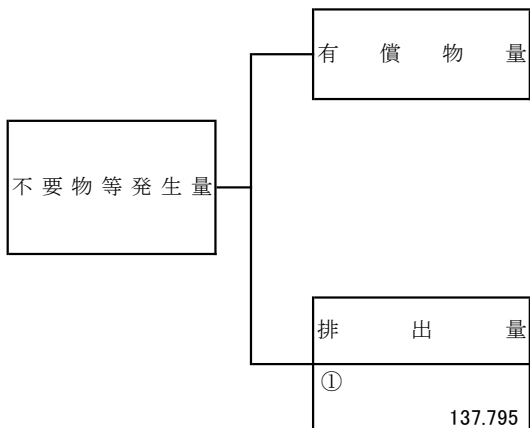 有償物量
不要物等発生量
排出量
①
137.795